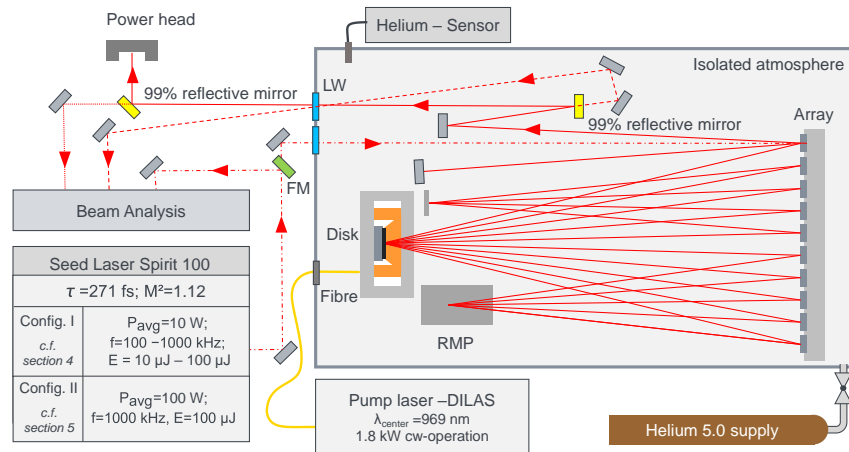 Power head
Helium – Sensor
Isolated atmosphere
LW
99% reflective mirror
99% reflective mirror
Array
FM
Beam Analysis
Disk
Fibre
RMP
Seed Laser Spirit 100
τ =271 fs; M²=1.12
Config. I
c.f.
section 4
Pavg=10 W;
f=100 −1000 kHz;
E = 10 µJ – 100 µJ
Config. II
c.f.
section 5
Pavg=100 W;
f=1000 kHz, E=100 µJ
Pump laser –DILAS
λcenter =969 nm
1.8 kW cw-operation
Helium 5.0 supply